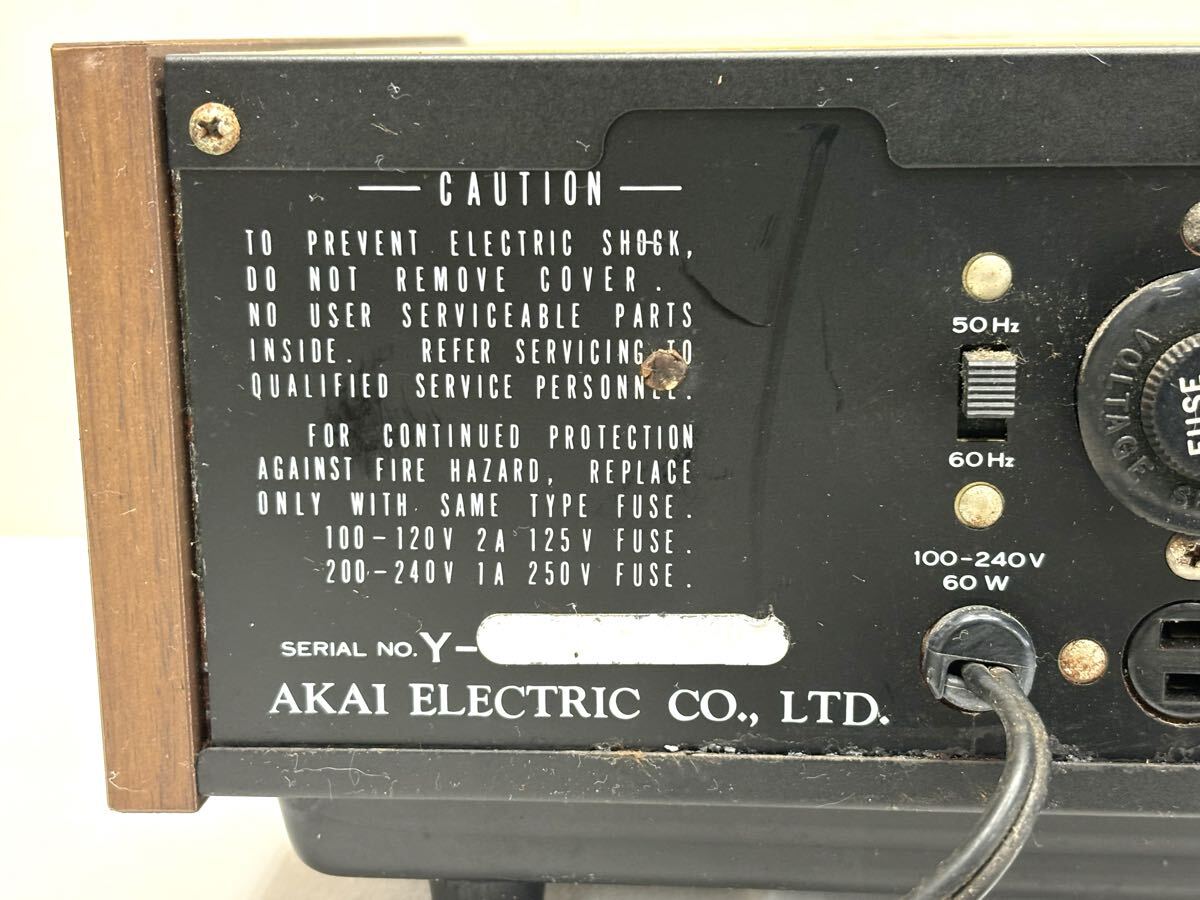 CAUTION
TO PREVENT ELECTRIC SHOCK,
DO NOT REMOVE COVER.
NO USER SERVICEABLE PARTS
INSIDE. REFER SERVICING TO
QUALIFIED SERVICE PERSONNEL.
FOR CONTINUED PROTECTION
AGAINST FIRE HAZARD, REPLACE
ONLY WITH SAME TYPE FUSE.
100-120V 2A 125V FUSE.
200-240V 1A 250V FUSE.
SERIAL NO. Y-
AKAI ELECTRIC CO., LTD.
50Hz
60Hz
100-240V
60W
VOLTAGE
FUSE